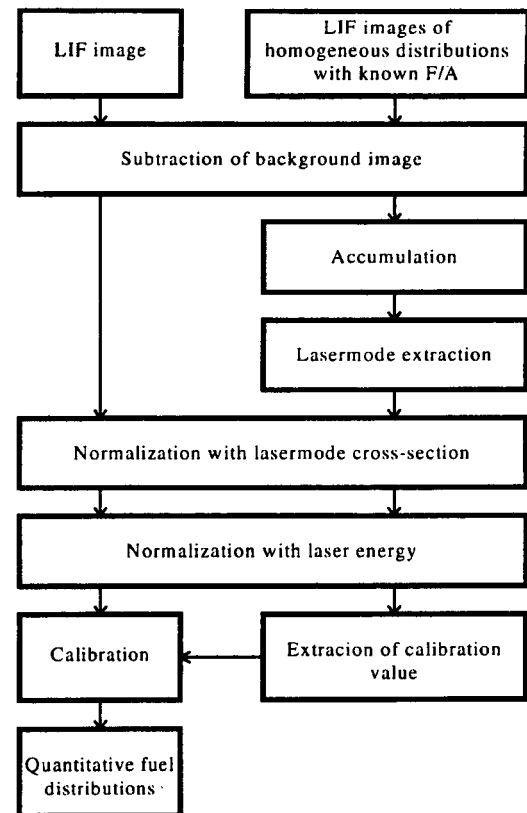 LIF image
LIF images of
homogeneous distributions
with known F/A
Subtraction of background image
Accumulation
Lasermode extraction
Normalization with lasermode cross-section
Normalization with laser energy
Calibration
Extracion of calibration
value
Quantitative fuel
distributions